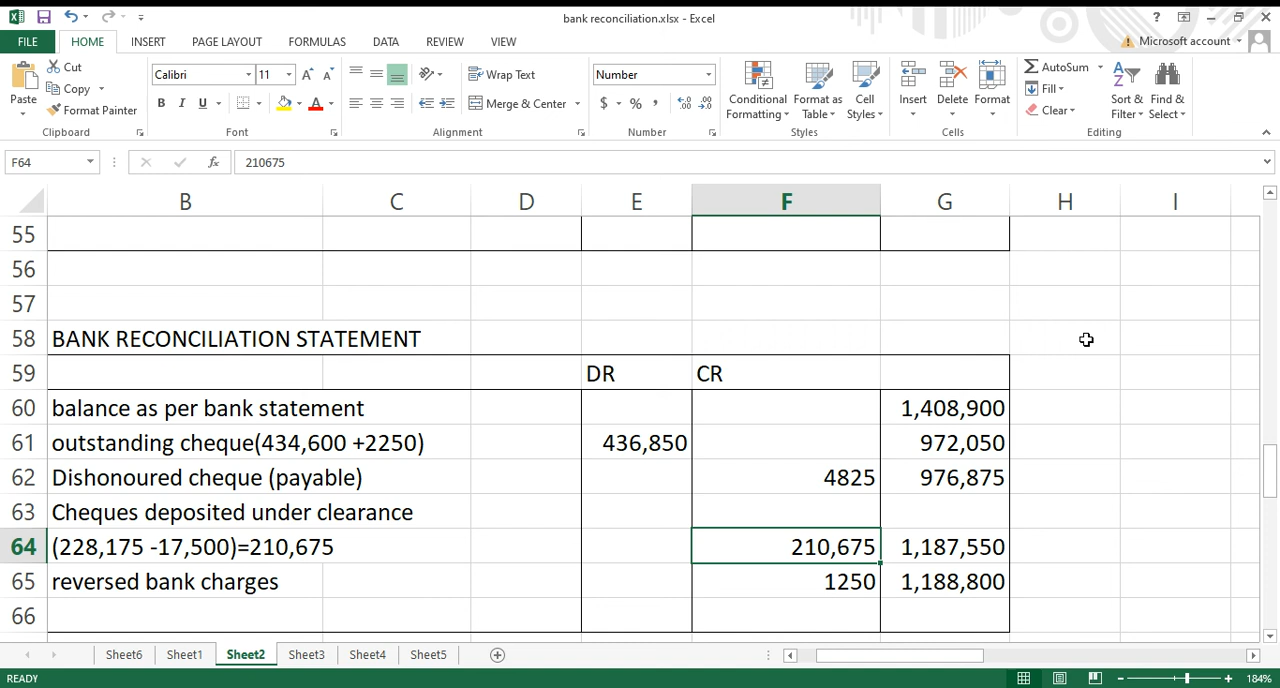 bank reconciliation.xlsx - Excel
FILE HOME INSERT PAGE LAYOUT FORMULAS DATA REVIEW VIEW Microsoft account
Paste Cut Copy Format Painter Clipboard
Calibri 11 B I U Font
Wrap Text Merge & Center Alignment
Number $ % , Number
Conditional Formatting Format as Table Cell Styles Styles
Insert Delete Format Cells
AutoSum Fill Clear Sort & Filter Find & Select Editing
F64 fx 210675
B C D E F G H I
55
56
57
58 BANK RECONCILIATION STATEMENT
59 DR CR
60 balance as per bank statement 1,408,900
61 outstanding cheque(434,600 +2250) 436,850 972,050
62 Dishonoured cheque (payable) 4825 976,875
63 Cheques deposited under clearance
64 (228,175 -17,500)=210,675 210,675 1,187,550
65 reversed bank charges 1250 1,188,800
66
Sheet6 Sheet1 Sheet2 Sheet3 Sheet4 Sheet5
READY 184%